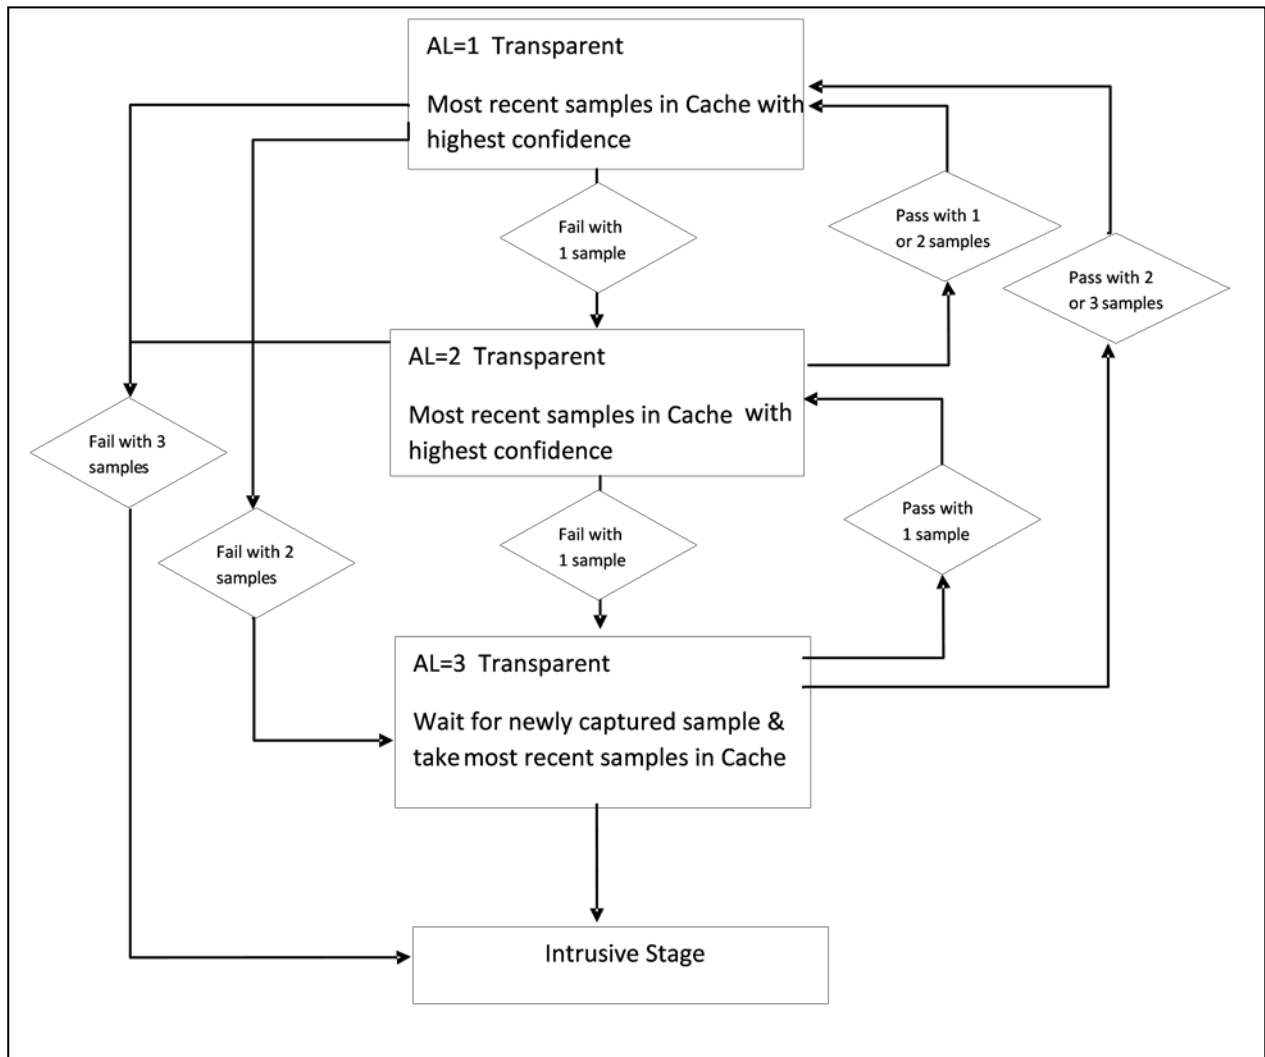 AL=1 Transparent
Most recent samples in Cache with
highest confidence
Fail with
1 sample
Pass with 1
or 2 samples
Pass with 2
or 3 samples
AL=2 Transparent
Most recent samples in Cache with
highest confidence
Fail with 3
samples
Fail with 2
samples
Fail with
1 sample
Pass with
1 sample
AL=3 Transparent
Wait for newly captured sample &
take most recent samples in Cache
Intrusive Stage